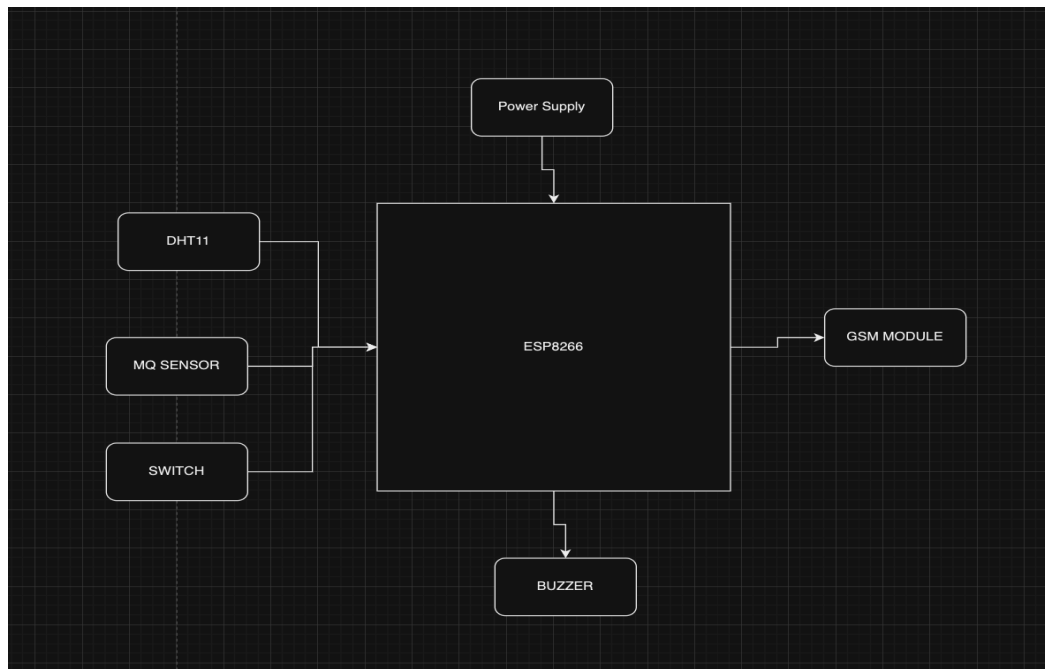 Power Supply
DHT11
ESP8266
GSM MODULE
MQ SENSOR
SWITCH
BUZZER